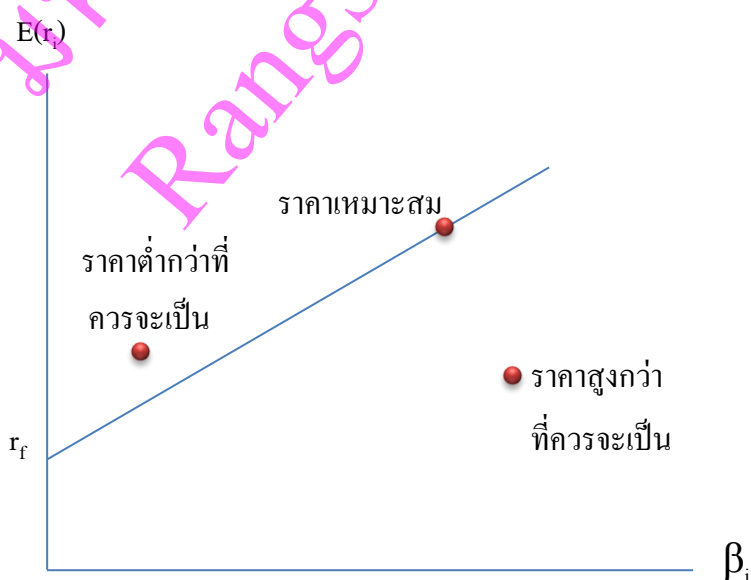 E(rᵢ)
Rangs
ราคาเหมาะสม
ราคาต่ำกว่าที่
ควรจะเป็น
ราคาสูงกว่า
ที่ควรจะเป็น
r_f
βᵢ